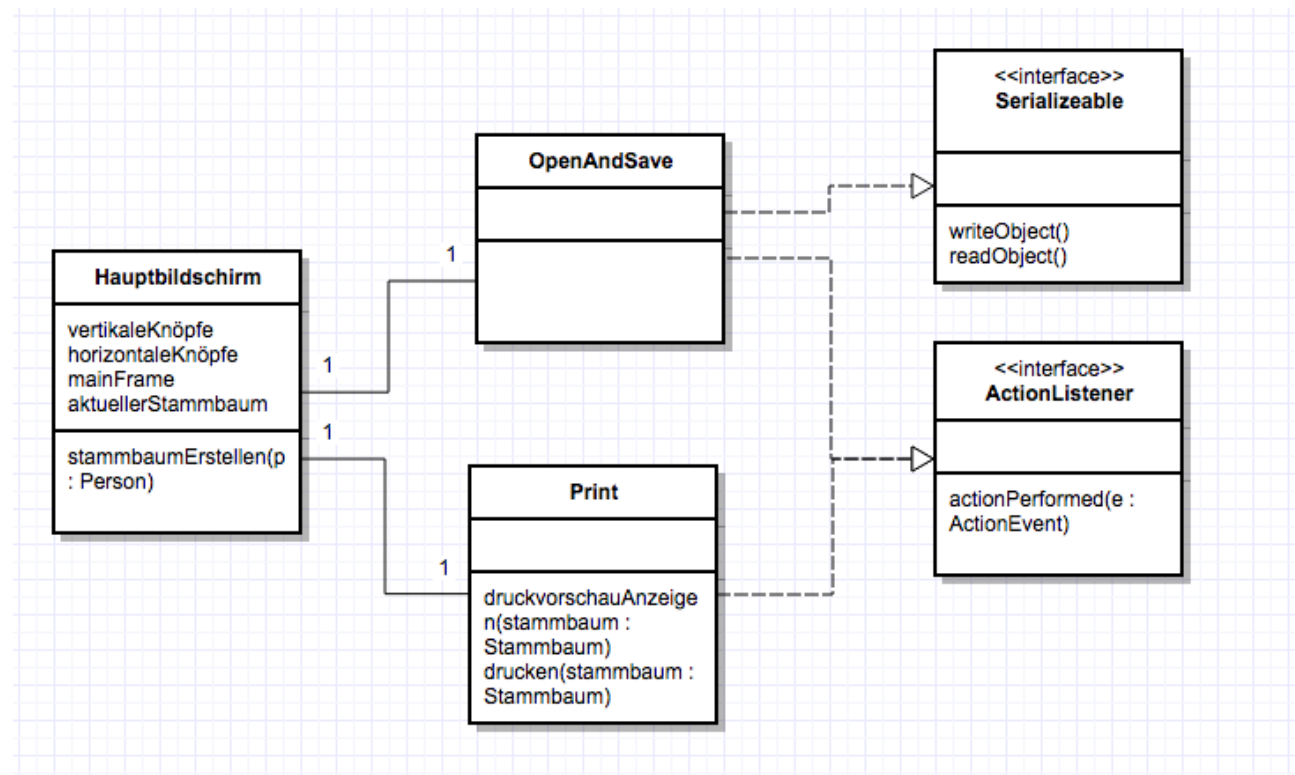 Hauptbildschirm
vertikaleKnöpfe
horizontaleKnöpfe
mainFrame
aktuellerStammbaum
stammbaumErstellen(p
: Person)
1
1
1
1
OpenAndSave
Print
druckvorschauAnzeige
n(stammbaum :
Stammbaum)
drucken(stammbaum :
Stammbaum)
<<interface>>
Serializeable
writeObject()
readObject()
<<interface>>
ActionListener
actionPerformed(e :
ActionEvent)